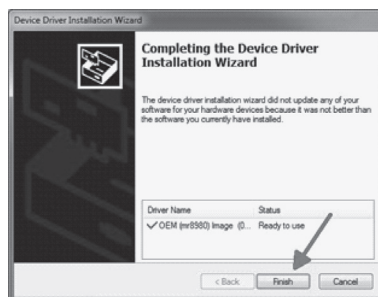 Device Driver Installation Wizard
Completing the Device Driver
Installation Wizard
The device driver installation wizard did not update any of your
software for your hardware devices because it was not better than
the software you currently have installed.
Driver Name Status
OEM (mr8980) Image (0... Ready to use
< Back Finish Cancel